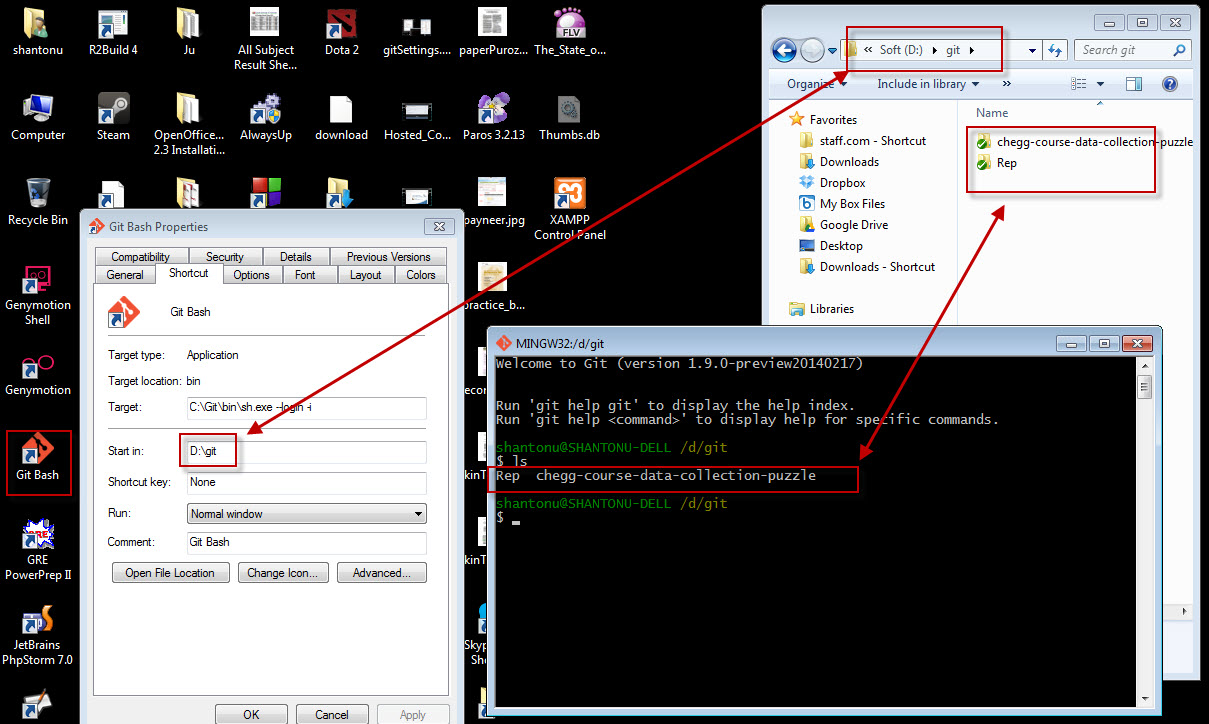 shantonu
R2Build 4
Ju
All Subject
Result She...
Dota 2
gitSettings....
paperPuroz...
The_State_o...
Computer
Steam
OpenOffice...
2.3 Installati...
AlwaysUp
download
Hosted_Co...
Paros 3.2.13
Thumbs.db
Recycle Bin
payneer.jpg
XAMPP
Control Panel
FLV
Genymotion
Shell
practice_b...
Genymotion
Git Bash
GRE
GRE
PowerPrep II
JetBrains
PhpStorm 7.0
Skyp
Sho
Git Bash Properties
Compatibility
Security
Details
Previous Versions
General
Shortcut
Options
Font
Layout
Colors
Git Bash
Target type:
Application
Target location:
bin
Target:
C:\Git\bin\sh.exe --login -i
Start in:
D:\git
Shortcut key:
None
Run:
Normal window
Comment:
Git Bash
Open File Location
Change Icon...
Advanced...
OK
Cancel
Apply
« Soft (D:) ▸ git ▸
Search git
Organize
Include in library
»
Name
Favorites
staff.com - Shortcut
Downloads
Dropbox
My Box Files
Google Drive
Desktop
Downloads - Shortcut
Libraries
chegg-course-data-collection-puzzle
Rep
MINGW32:/d/git
Welcome to Git (version 1.9.0-preview20140217)
Run 'git help git' to display the help index.
Run 'git help <command>' to display help for specific commands.
shantonu@SHANTONU-DELL /d/git
$ ls
Rep chegg-course-data-collection-puzzle
shantonu@SHANTONU-DELL /d/git
$